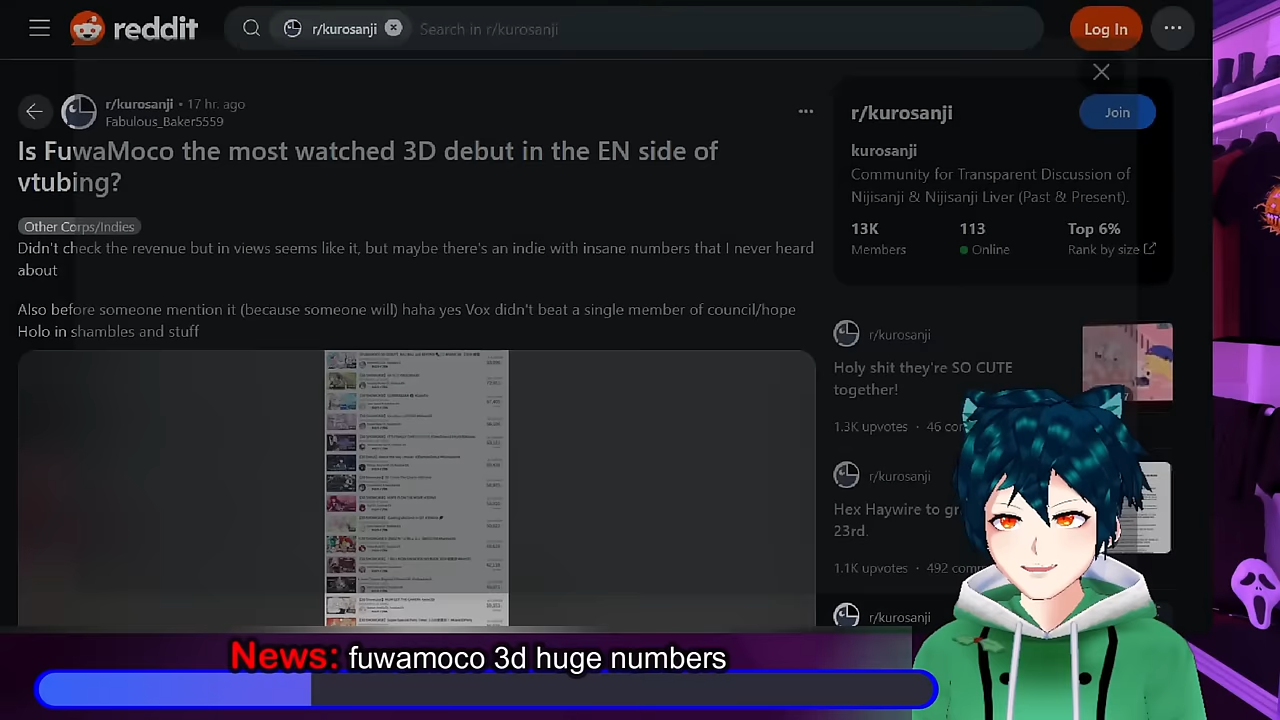 reddit
r/kurosanji
Search in r/kurosanji
Log In
r/kurosanji • 17 hr. ago
Fabulous_Baker5559
Is FuwaMoco the most watched 3D debut in the EN side of
vtubing?
Other Corps/Indies
Didn't check the revenue but in views seems like it, but maybe there's an indie with insane numbers that I never heard
about
Also before someone mention it (because someone will) haha yes Vox didn't beat a single member of council/hope
Holo in shambles and stuff
r/kurosanji
Join
kurosanji
Community for Transparent Discussion of
Nijisanji & Nijisanji Liver (Past & Present).
13K
113
Top 6%
Members
Online
Rank by size
r/kurosanji
Holy shit they're SO CUTE
together!
1.3K upvotes • 46
r/kurosanji
Hex Haywire to
23rd.
1.1K upvotes • 492
r/kurosanji
News: fuwamoco 3d huge numbers